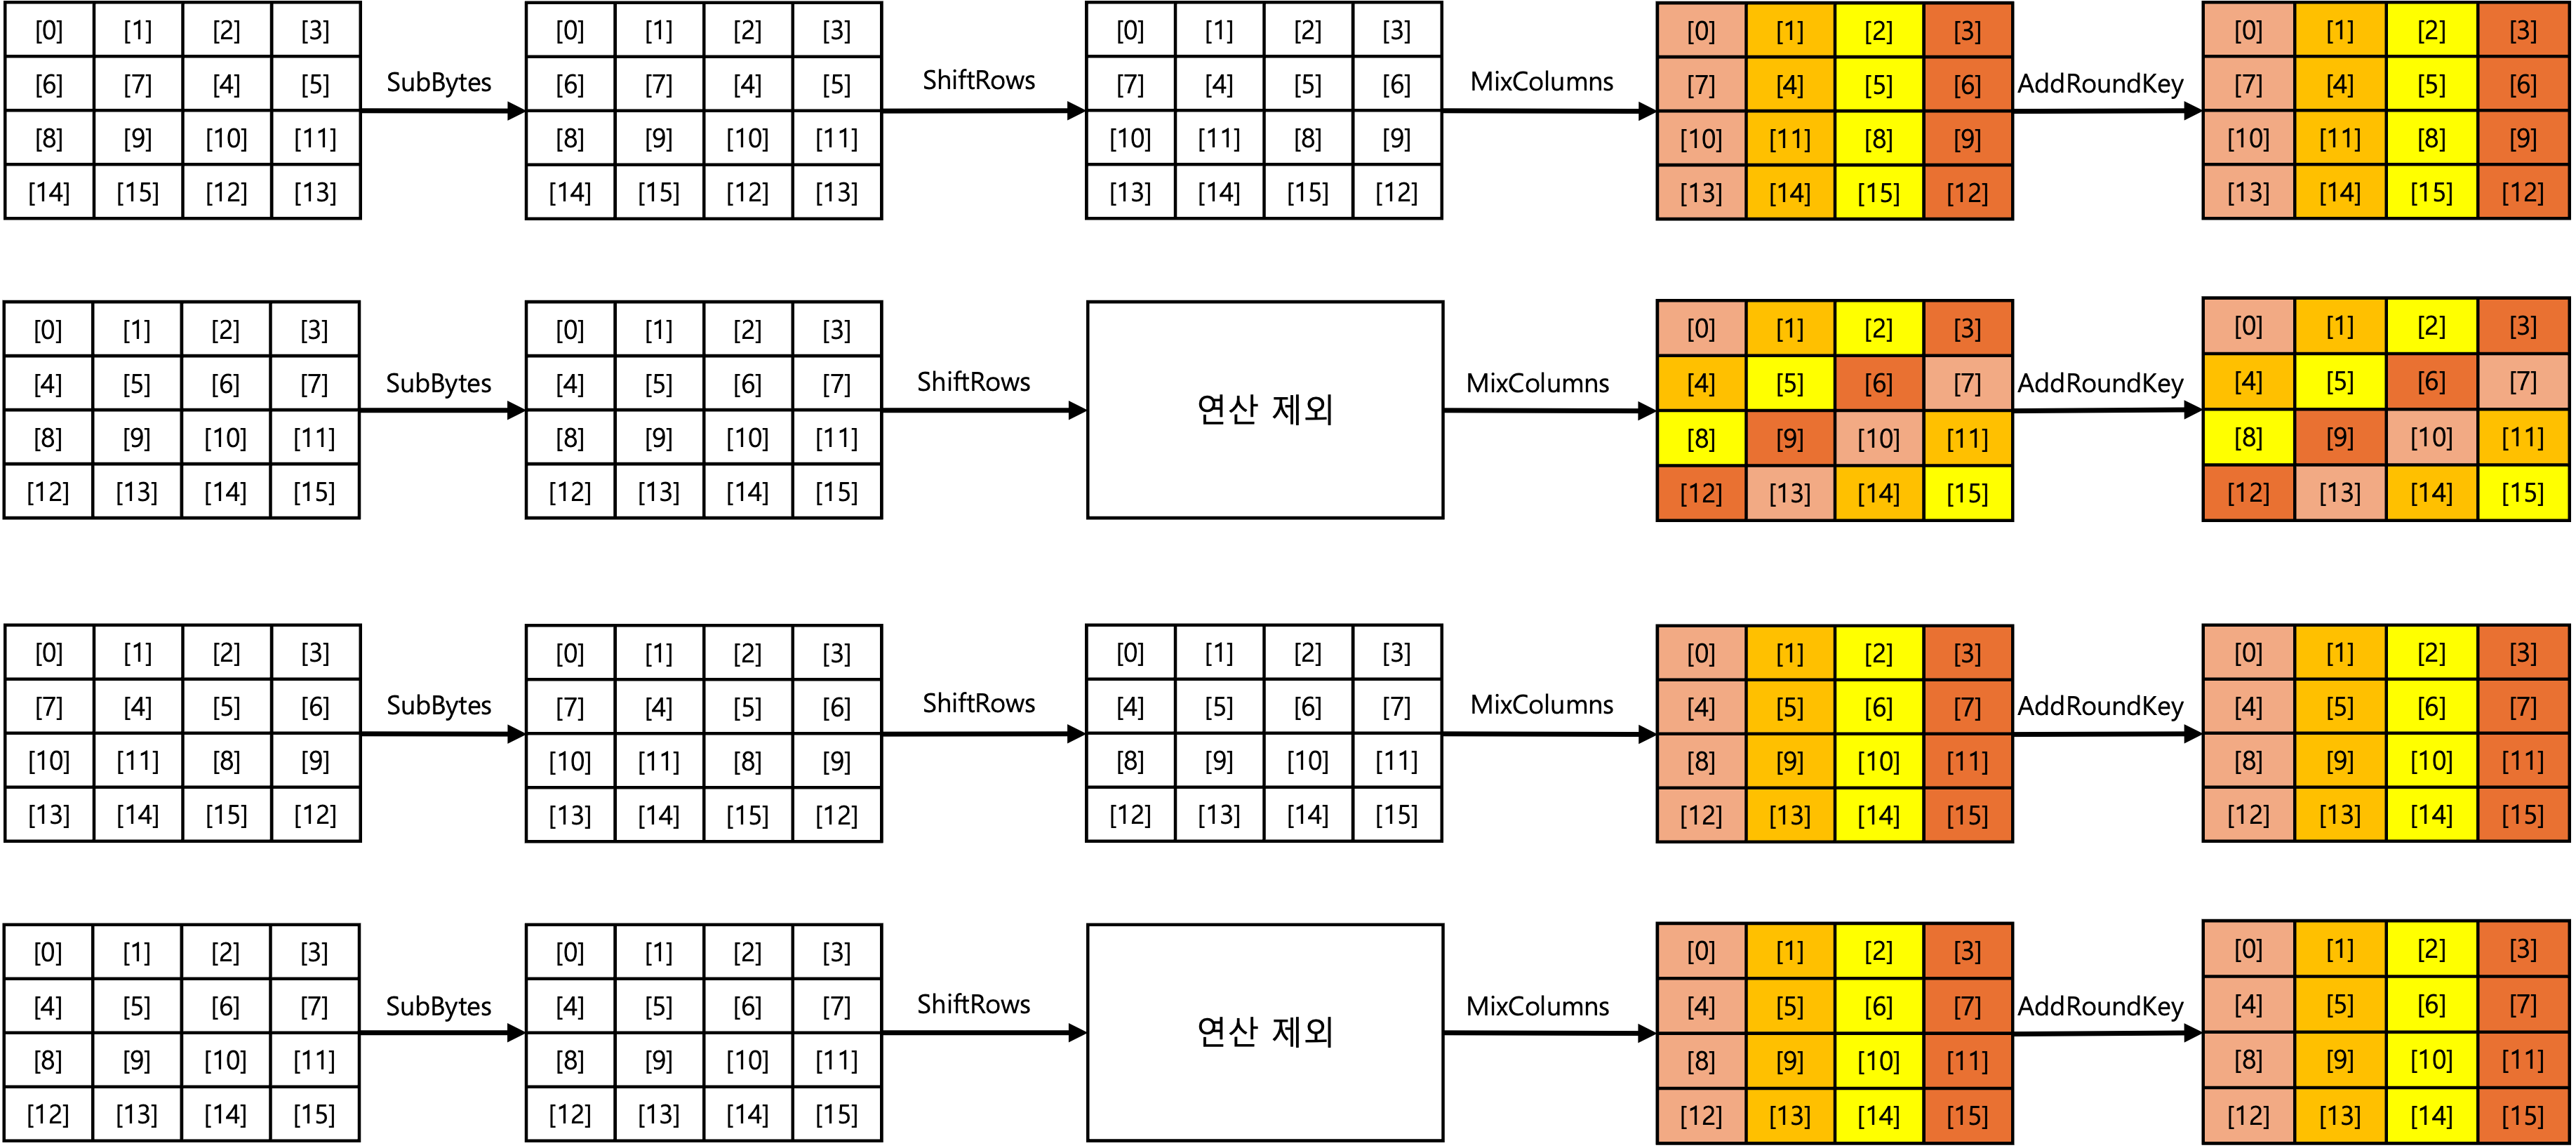 [0] [1] [2] [3] [0] [1] [2] [3] [0] [1] [2] [3] [0] [1] [2] [3] [0] [1] [2] [3]
[6] [7] [4] [5] SubBytes [6] [7] [4] [5] ShiftRows [7] [4] [5] [6] MixColumns [7] [4] [5] [6] AddRoundKey [7] [4] [5] [6]
[8] [9] [10] [11] [8] [9] [10] [11] [10] [11] [8] [9] [10] [11] [8] [9] [10] [11] [8] [9]
[14] [15] [12] [13] [14] [15] [12] [13] [13] [14] [15] [12] [13] [14] [15] [12] [13] [14] [15] [12]
[0] [1] [2] [3] [0] [1] [2] [3] [0] [1] [2] [3] [0] [1] [2] [3]
[4] [5] [6] [7] SubBytes [4] [5] [6] [7] ShiftRows MixColumns [4] [5] [6] [7] AddRoundKey [4] [5] [6] [7]
연산 제외
[8] [9] [10] [11] [8] [9] [10] [11] [8] [9] [10] [11] [8] [9] [10] [11]
[12] [13] [14] [15] [12] [13] [14] [15] [12] [13] [14] [15] [12] [13] [14] [15]
[0] [1] [2] [3] [0] [1] [2] [3] [0] [1] [2] [3] [0] [1] [2] [3] [0] [1] [2] [3]
[7] [4] [5] [6] SubBytes [7] [4] [5] [6] ShiftRows [4] [5] [6] [7] MixColumns [4] [5] [6] [7] AddRoundKey [4] [5] [6] [7]
[10] [11] [8] [9] [10] [11] [8] [9] [8] [9] [10] [11] [8] [9] [10] [11] [8] [9] [10] [11]
[13] [14] [15] [12] [13] [14] [15] [12] [12] [13] [14] [15] [12] [13] [14] [15] [12] [13] [14] [15]
[0] [1] [2] [3] [0] [1] [2] [3] [0] [1] [2] [3] [0] [1] [2] [3]
[4] [5] [6] [7] SubBytes [4] [5] [6] [7] ShiftRows MixColumns [4] [5] [6] [7] AddRoundKey [4] [5] [6] [7]
연산 제외
[8] [9] [10] [11] [8] [9] [10] [11] [8] [9] [10] [11] [8] [9] [10] [11]
[12] [13] [14] [15] [12] [13] [14] [15] [12] [13] [14] [15] [12] [13] [14] [15]